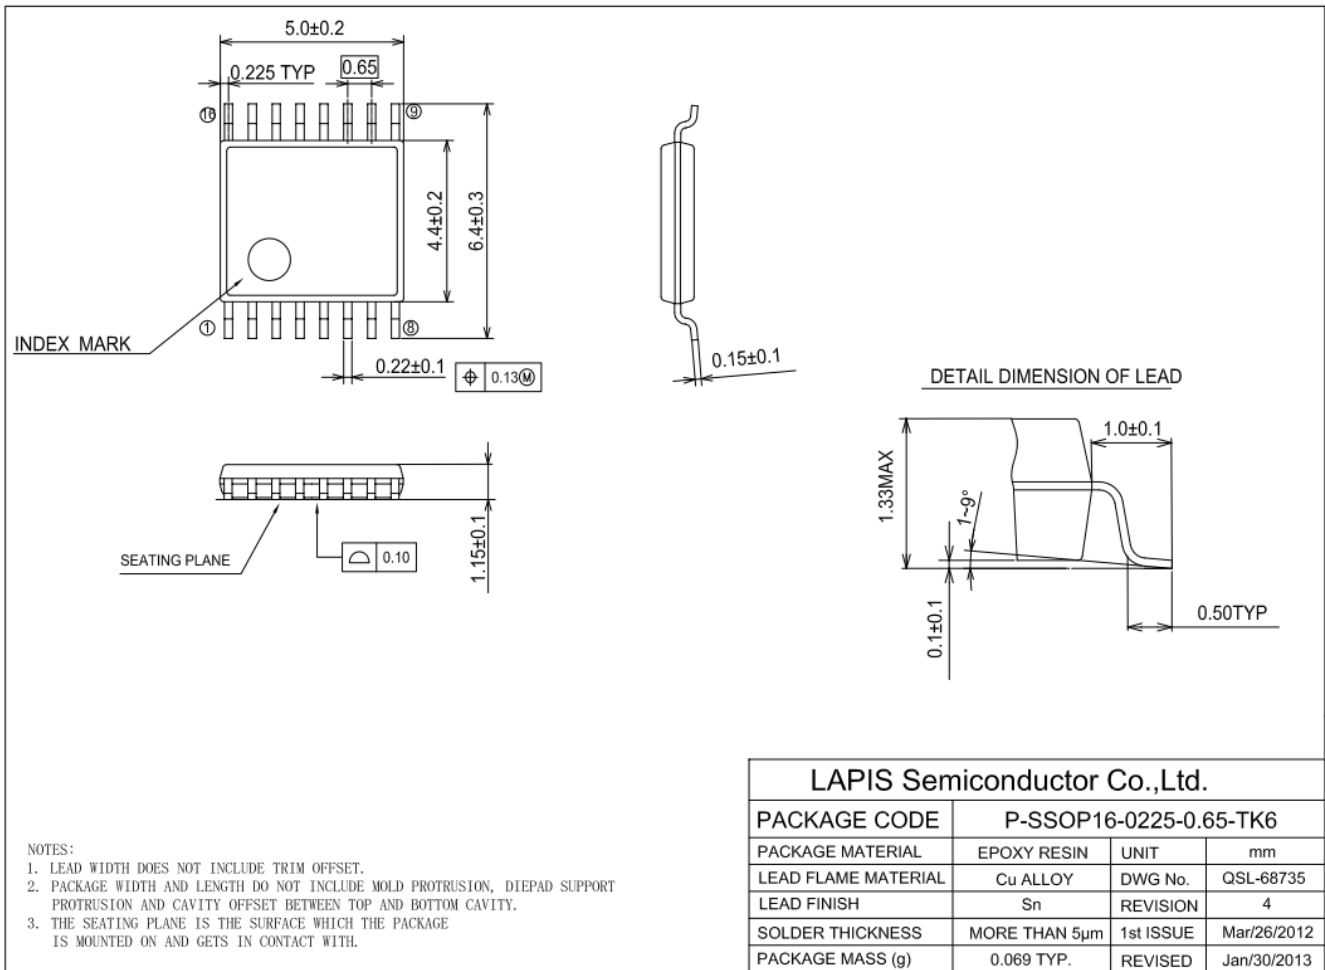 5.0±0.2
0.225 TYP
0.65
16
9
4.4±0.2
6.4±0.3
1
8
INDEX MARK
0.22±0.1
⌖ 0.13Ⓜ
0.15±0.1
DETAIL DIMENSION OF LEAD
1.0±0.1
1.33MAX
1~9°
0.1±0.1
0.50TYP
1.15±0.1
SEATING PLANE
⌓ 0.10
NOTES:
1. LEAD WIDTH DOES NOT INCLUDE TRIM OFFSET.
2. PACKAGE WIDTH AND LENGTH DO NOT INCLUDE MOLD PROTRUSION, DIEPAD SUPPORT
PROTRUSION AND CAVITY OFFSET BETWEEN TOP AND BOTTOM CAVITY.
3. THE SEATING PLANE IS THE SURFACE WHICH THE PACKAGE
IS MOUNTED ON AND GETS IN CONTACT WITH.
LAPIS Semiconductor Co.,Ltd.
PACKAGE CODE P-SSOP16-0225-0.65-TK6
PACKAGE MATERIAL EPOXY RESIN UNIT mm
LEAD FLAME MATERIAL Cu ALLOY DWG No. QSL-68735
LEAD FINISH Sn REVISION 4
SOLDER THICKNESS MORE THAN 5µm 1st ISSUE Mar/26/2012
PACKAGE MASS (g) 0.069 TYP. REVISED Jan/30/2013